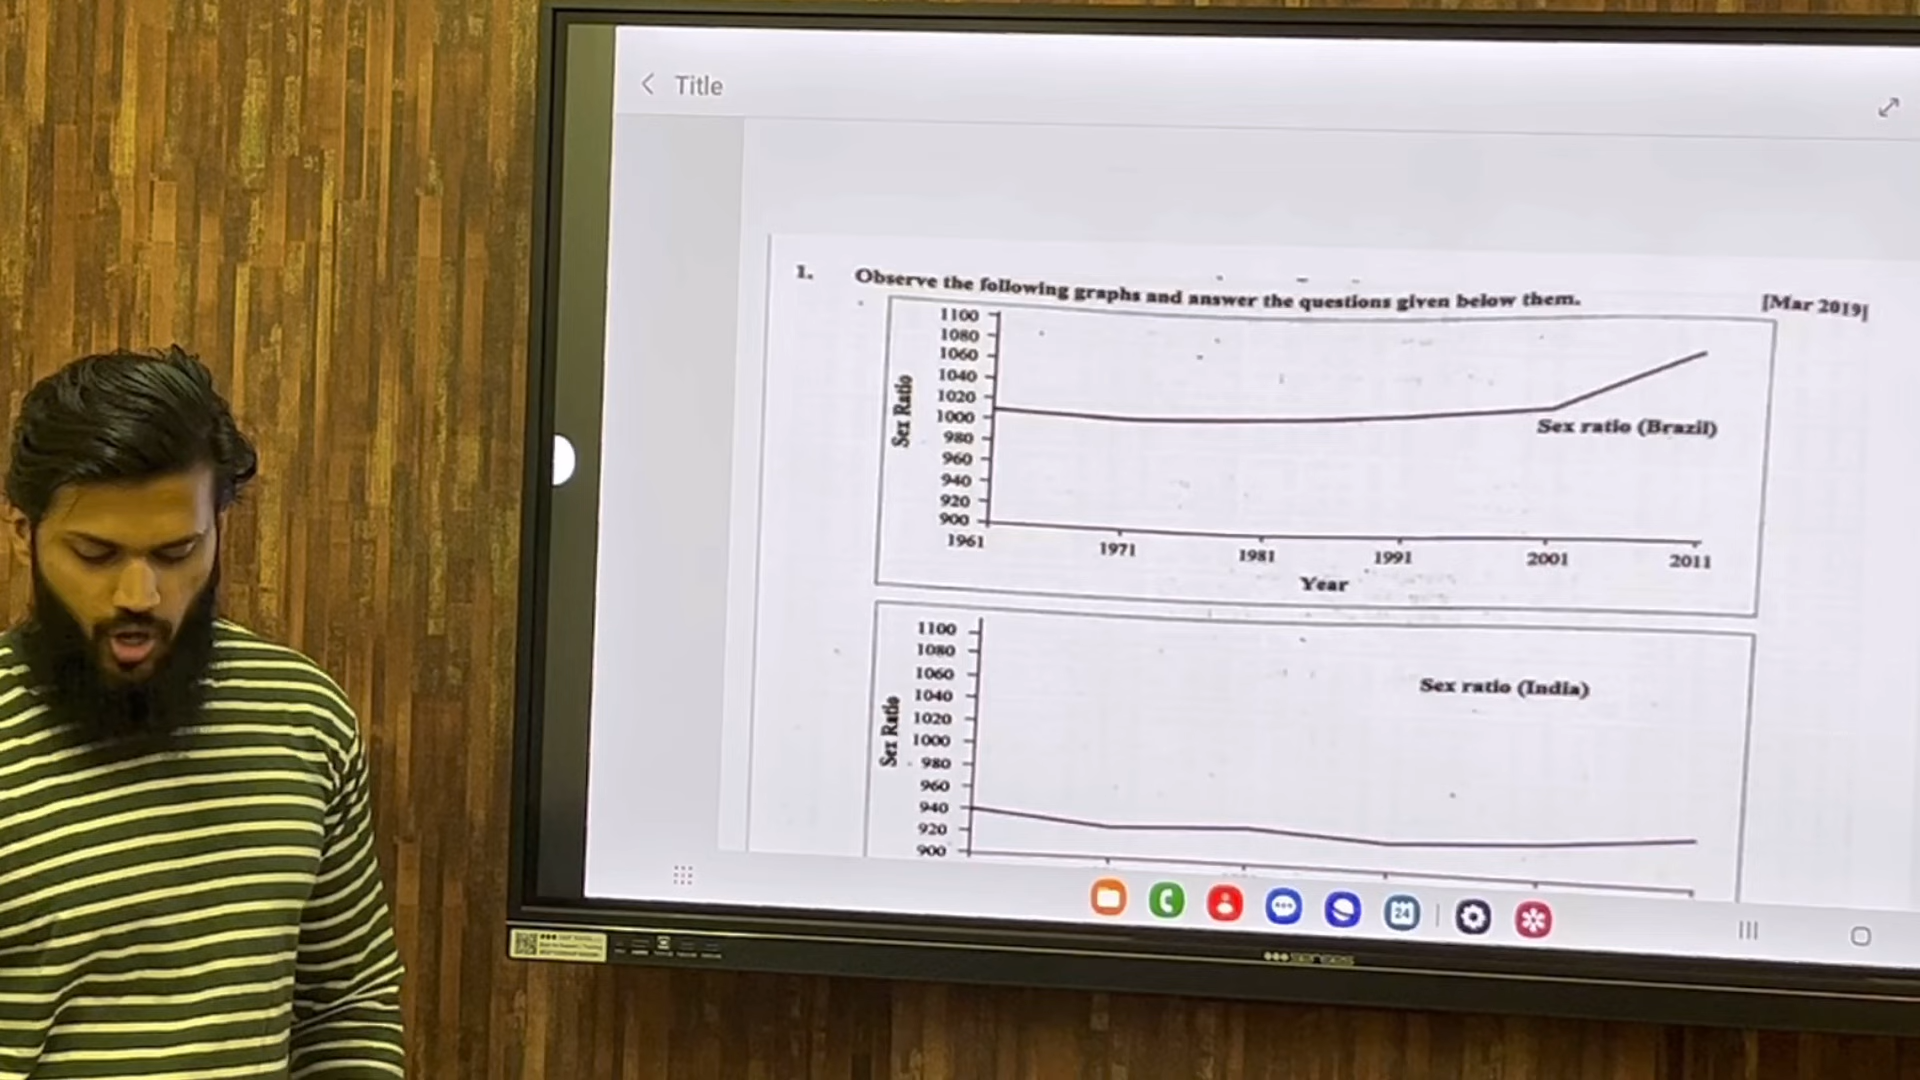 Title
1. Observe the following graphs and answer the questions given below them. [Mar 2019]
Sex Ratio
1100
1080
1060
1040
1020
1000
980
960
940
920
900
Sex ratio (Brazil)
1961 1971 1981 1991 2001 2011
Year
Sex Ratio
1100
1080
1060
1040
1020
1000
980
960
940
920
900
Sex ratio (India)
24